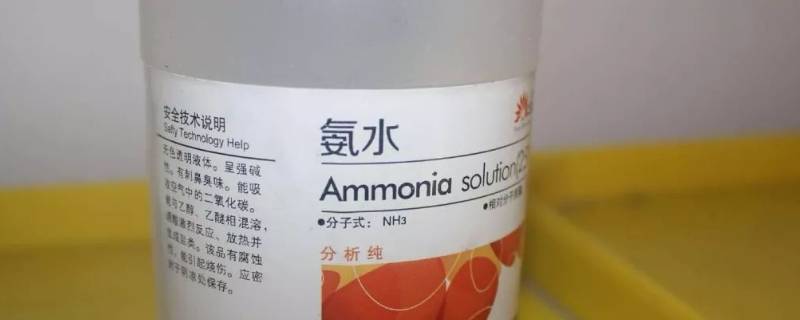 安全技术说明
Safty Technology Help
无色透明液体。呈强碱
性。有刺鼻臭味。能吸
收空气中的二氧化碳。
能与乙醇、乙醚相混溶,
遇酸激烈反应、放热并
生成盐类。该品有腐蚀
性,能引起烧伤。应密
封于阴凉处保存。
氨水
Ammonia solution(25
●分子式: NH3
●相对分子质量
分析纯